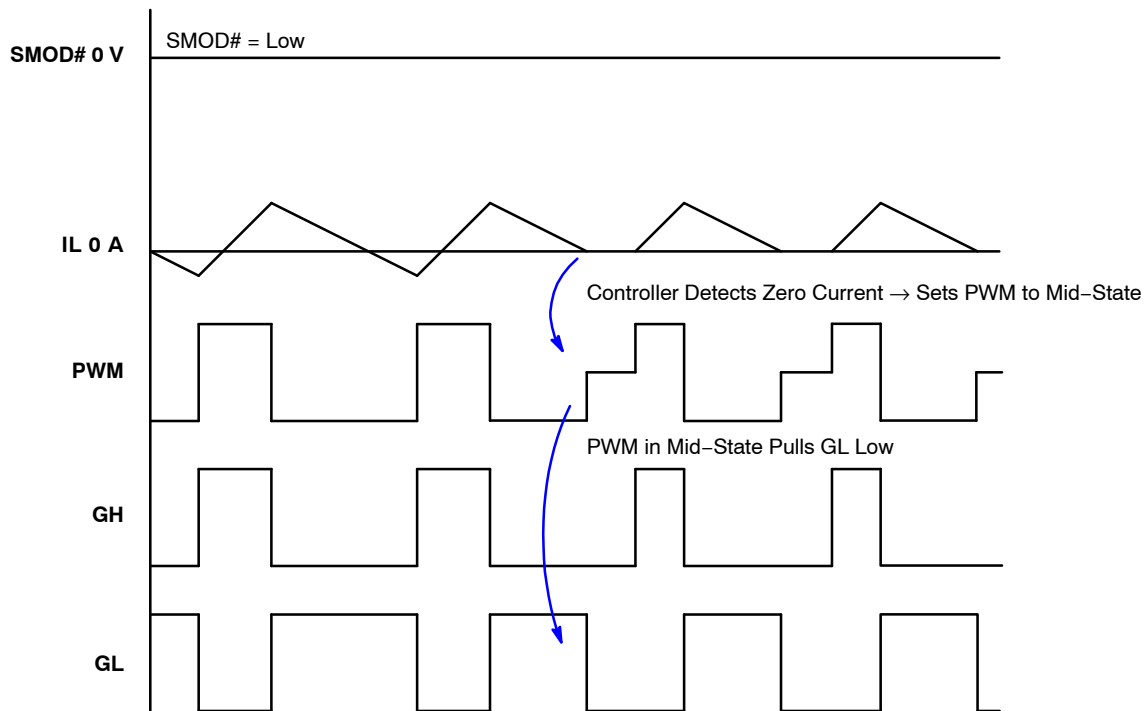 SMOD# = Low
SMOD# 0 V
IL 0 A
Controller Detects Zero Current → Sets PWM to Mid−State
PWM
PWM in Mid−State Pulls GL Low
GH
GL